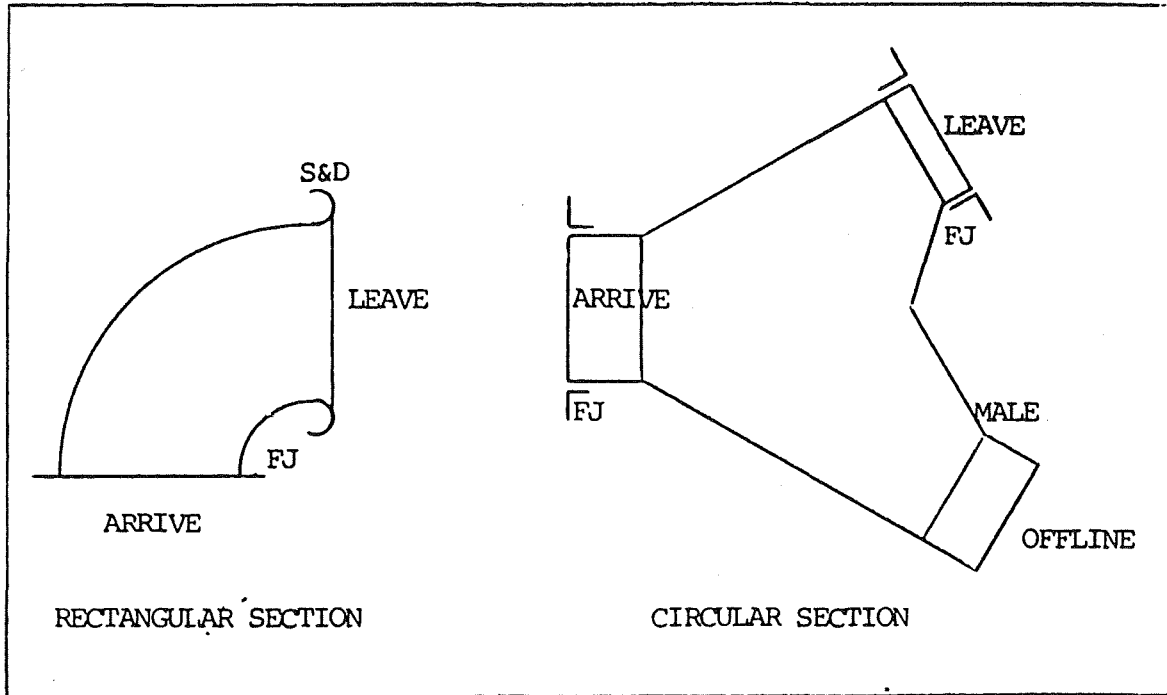 S&D
LEAVE
FJ
ARRIVE
RECTANGULAR SECTION
LEAVE
FJ
ARRIVE
FJ
MALE
OFFLINE
CIRCULAR SECTION